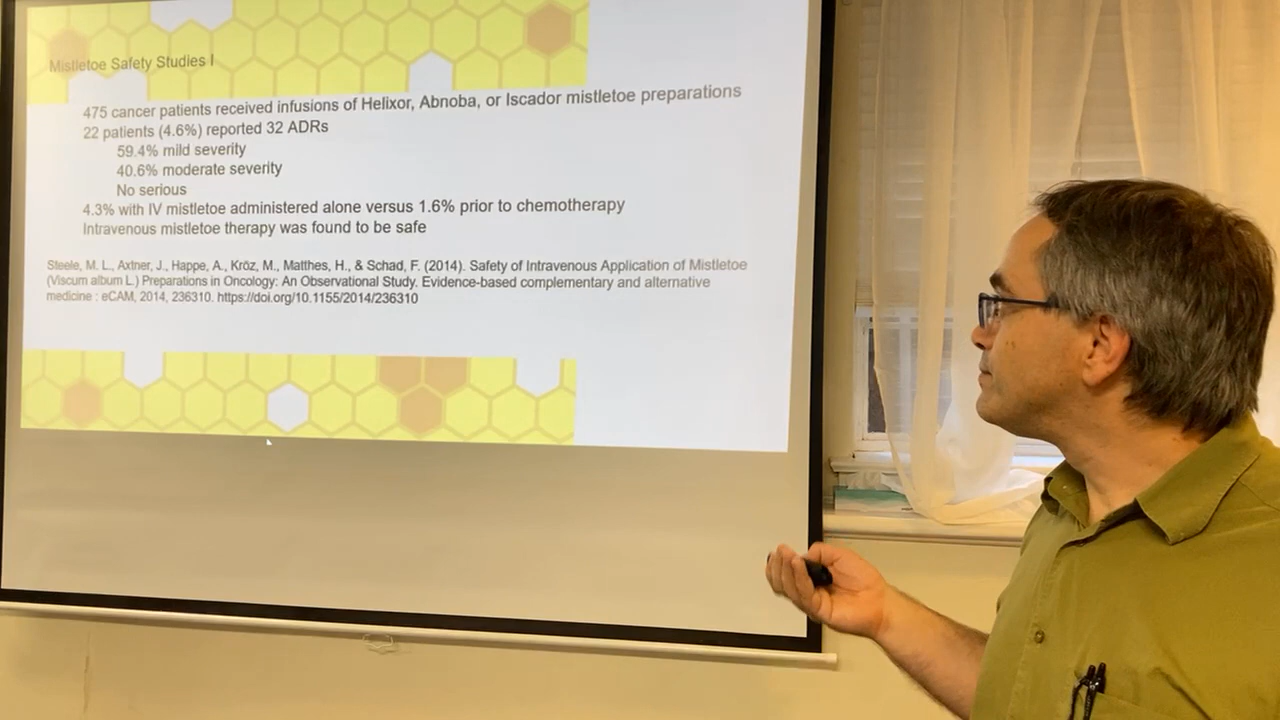 Mistletoe Safety Studies I
475 cancer patients received infusions of Helixor, Abnoba, or Iscador mistletoe preparations
22 patients (4.6%) reported 32 ADRs
59.4% mild severity
40.6% moderate severity
No serious
4.3% with IV mistletoe administered alone versus 1.6% prior to chemotherapy
Intravenous mistletoe therapy was found to be safe
Steele, M. L., Axtner, J., Happe, A., Kröz, M., Matthes, H., & Schad, F. (2014). Safety of Intravenous Application of Mistletoe
(Viscum album L.) Preparations in Oncology: An Observational Study. Evidence-based complementary and alternative
medicine : eCAM, 2014, 236310. https://doi.org/10.1155/2014/236310